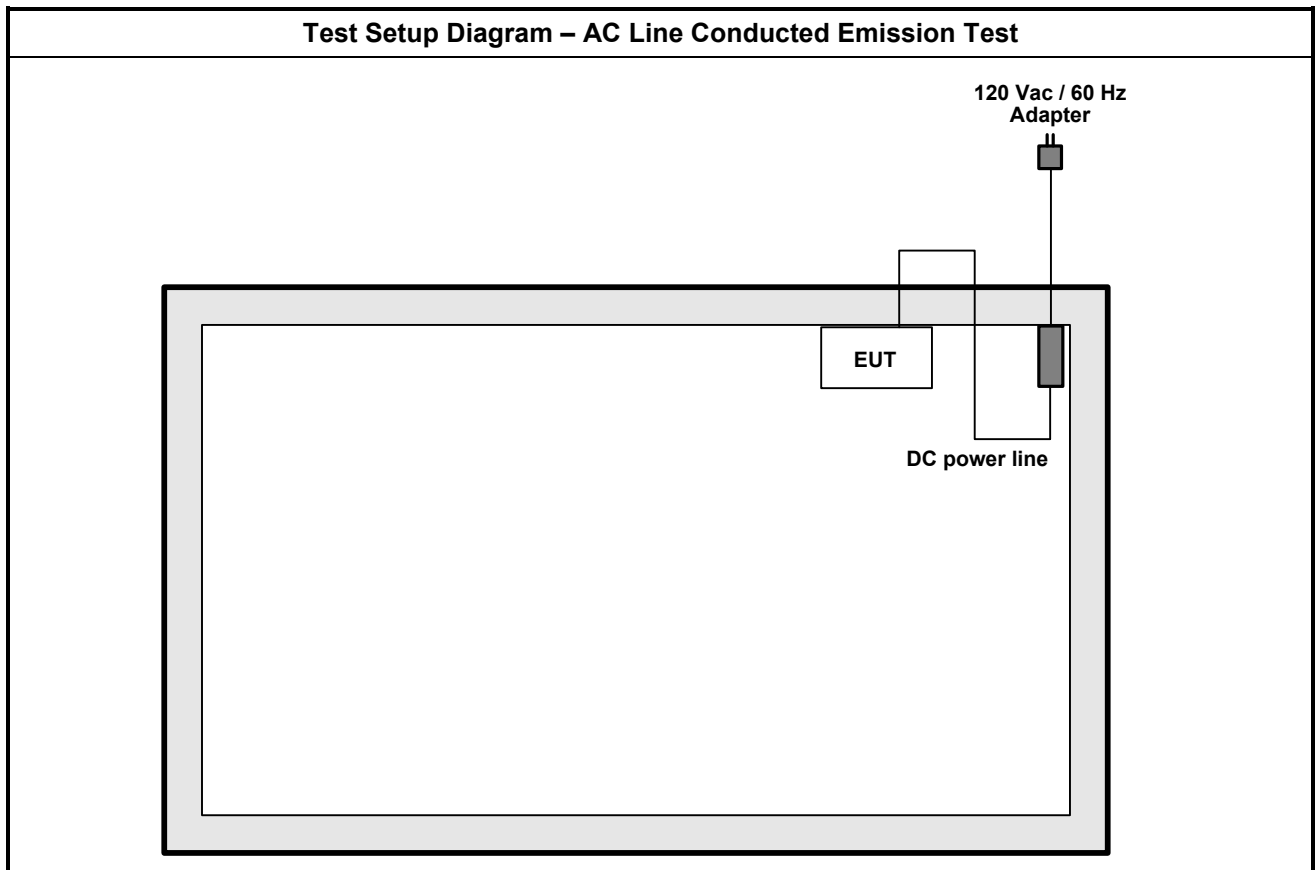 Test Setup Diagram – AC Line Conducted Emission Test
120 Vac / 60 Hz
Adapter
EUT
DC power line